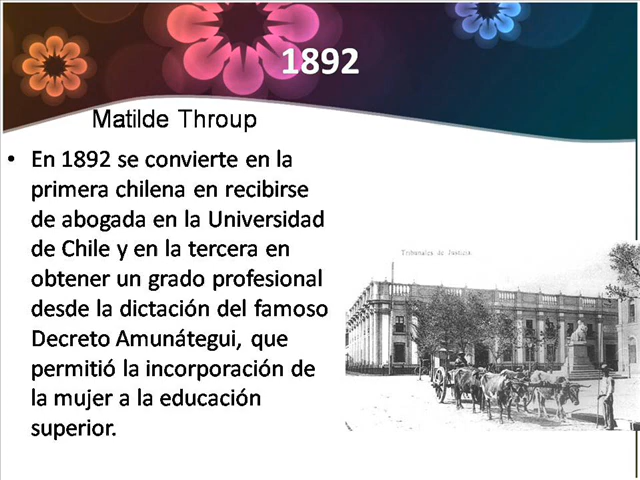 1892
Matilde Throup
• En 1892 se convierte en la
primera chilena en recibirse
de abogada en la Universidad
de Chile y en la tercera en
obtener un grado profesional
desde la dictación del famoso
Decreto Amunátegui, que
permitió la incorporación de
la mujer a la educación
superior.
Tribunales de Justicia